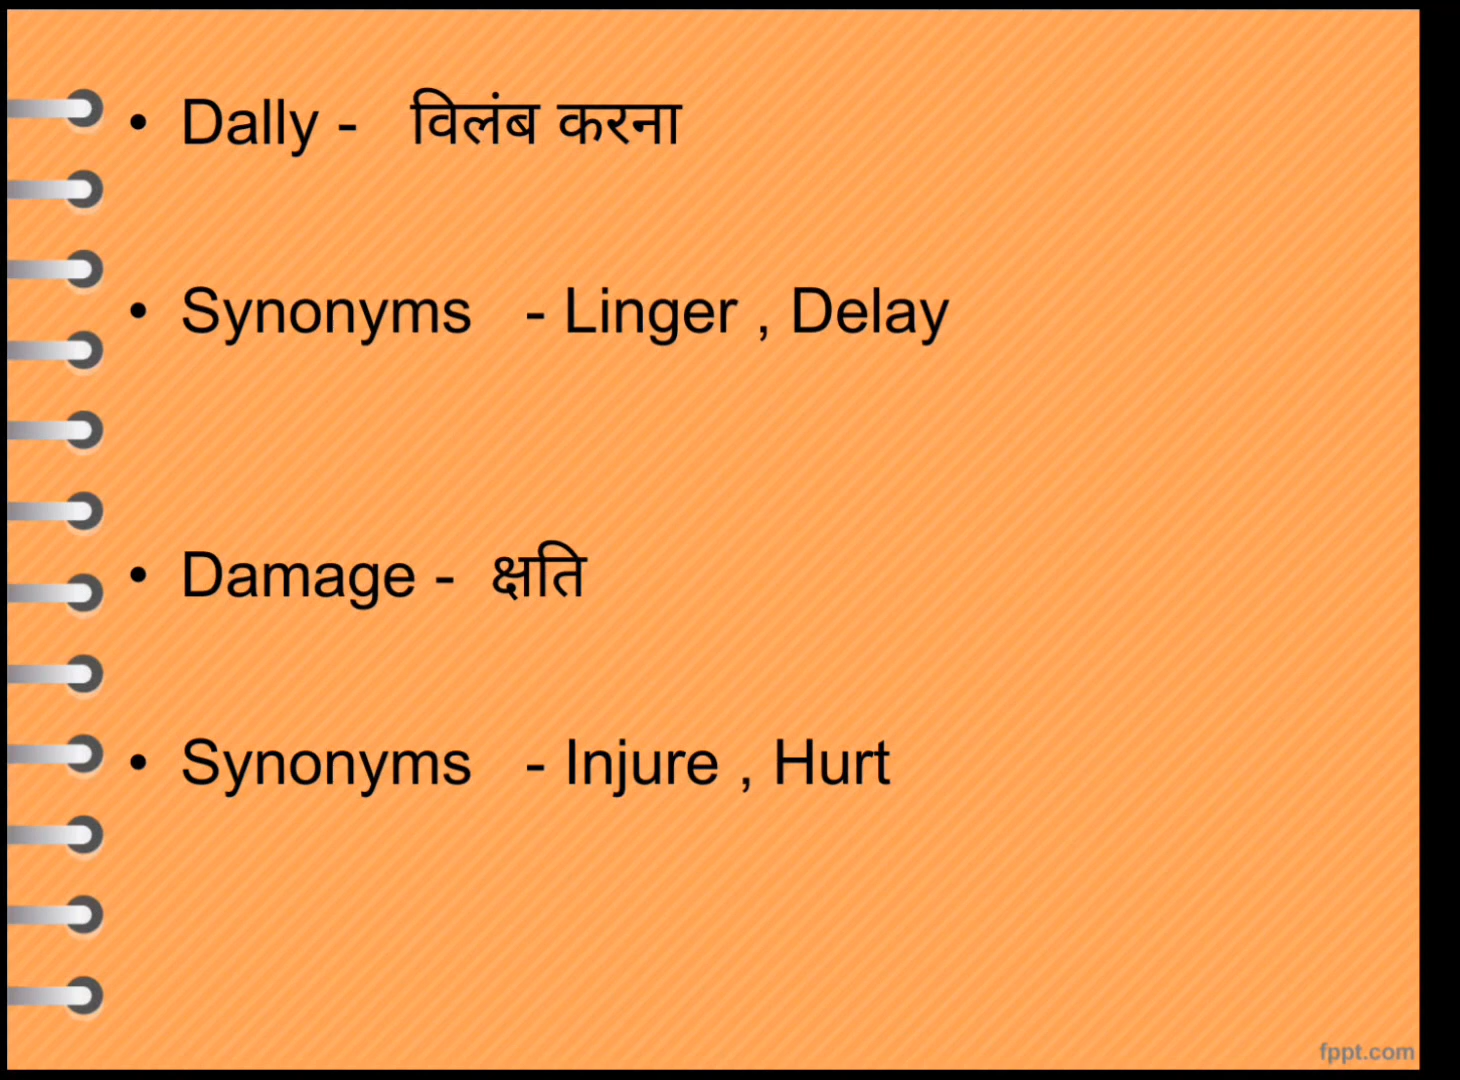 • Dally - विलंब करना
• Synonyms - Linger , Delay
• Damage - क्षति
• Synonyms - Injure , Hurt
fppt.com